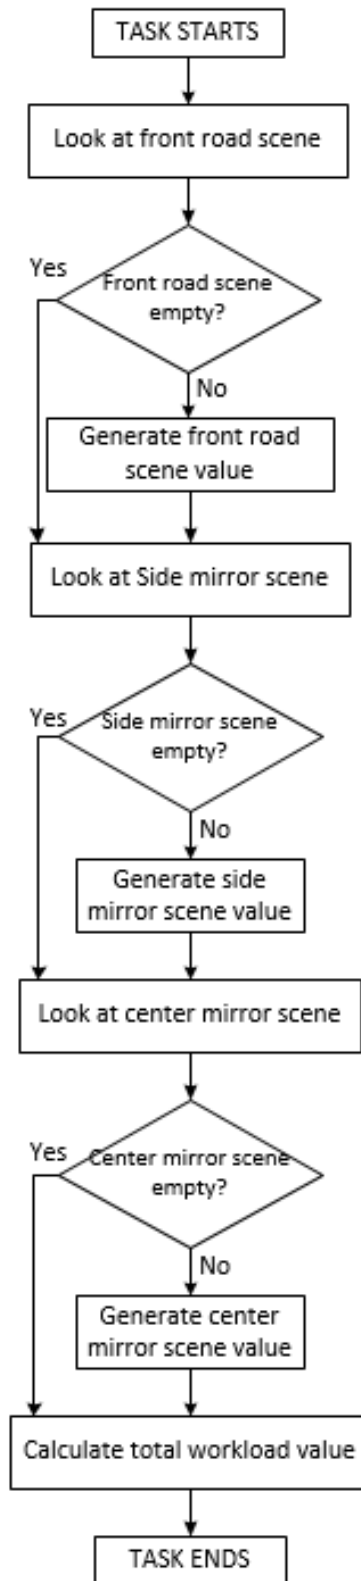 TASK STARTS
Look at front road scene
Yes
Front road scene
empty?
No
Generate front road
scene value
Look at Side mirror scene
Yes
Side mirror scene
empty?
No
Generate side
mirror scene value
Look at center mirror scene
Yes
Center mirror scene
empty?
No
Generate center
mirror scene value
Calculate total workload value
TASK ENDS